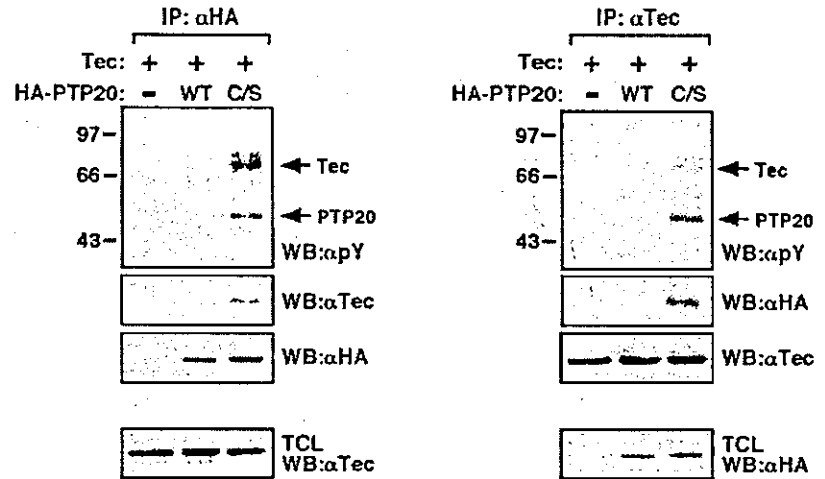 IP: αHA
Tec: + + +
HA-PTP20: - WT C/S
97-
66-
43-
Tec
PTP20
WB:αpY
WB:αTec
WB:αHA
TCL
WB:αTec
IP: αTec
Tec: + + +
HA-PTP20: - WT C/S
97-
66-
43-
Tec
PTP20
WB:αpY
WB:αHA
WB:αTec
TCL
WB:αHA